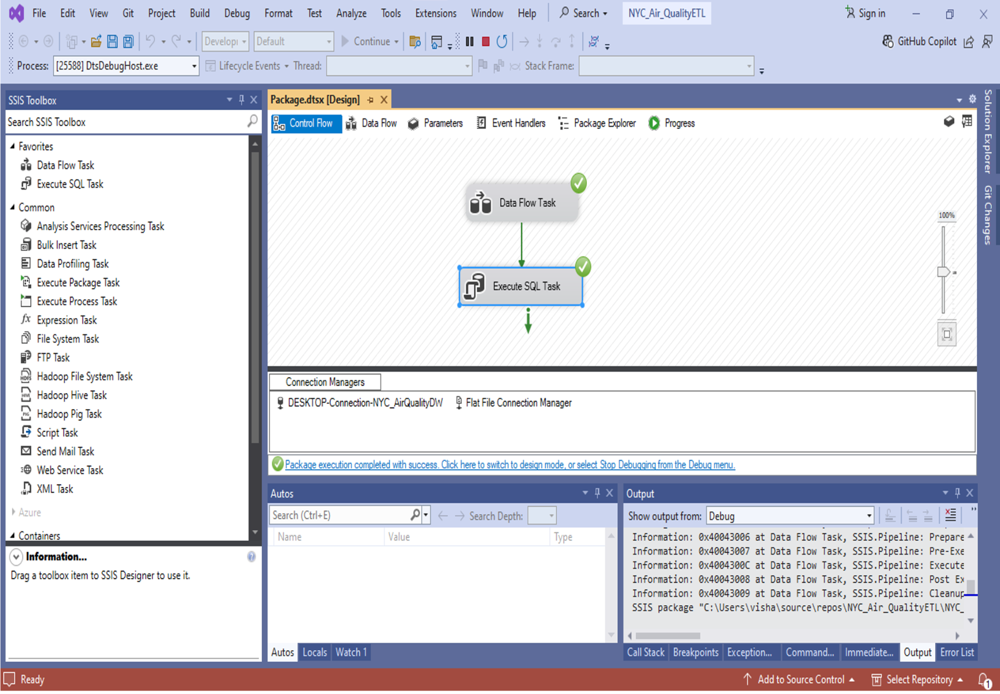 File Edit View Git Project Build Debug Format Test Analyze Tools Extensions Window Help Search NYC_Air_QualityETL Sign in
Default Continue GitHub Copilot
Process: [25588] DtsDebugHost.exe Lifecycle Events Thread: Stack Frame:
SSIS Toolbox
Search SSIS Toolbox
Favorites
Data Flow Task
Execute SQL Task
Common
Analysis Services Processing Task
Bulk Insert Task
Data Profiling Task
Execute Package Task
Execute Process Task
Expression Task
File System Task
FTP Task
Hadoop File System Task
Hadoop Hive Task
Hadoop Pig Task
Script Task
Send Mail Task
Web Service Task
XML Task
Azure
Containers
Information...
Drag a toolbox item to SSIS Designer to use it.
Package.dtsx [Design]
Control Flow Data Flow Parameters Event Handlers Package Explorer Progress
Data Flow Task
Execute SQL Task
100%
Connection Managers
DESKTOP-Connection-NYC_AirQualityDW Flat File Connection Manager
Package execution completed with success. Click here to switch to design mode, or select Stop Debugging from the Debug menu.
Autos
Search (Ctrl+E) Search Depth:
Name Value Type
Autos Locals Watch 1
Output
Show output from: Debug
Information: 0x40043006 at Data Flow Task, SSIS.Pipeline: Prepare
Information: 0x40043007 at Data Flow Task, SSIS.Pipeline: Pre-Exe
Information: 0x4004300C at Data Flow Task, SSIS.Pipeline: Execute
Information: 0x40043008 at Data Flow Task, SSIS.Pipeline: Post Ex
Information: 0x40043009 at Data Flow Task, SSIS.Pipeline: Cleanup
SSIS package "C:\Users\visha\source\repos\NYC_Air_QualityETL\NYC_
Call Stack Breakpoints Exception... Command... Immediate... Output Error List
Solution Explorer
Git Changes
Ready Add to Source Control Select Repository 1